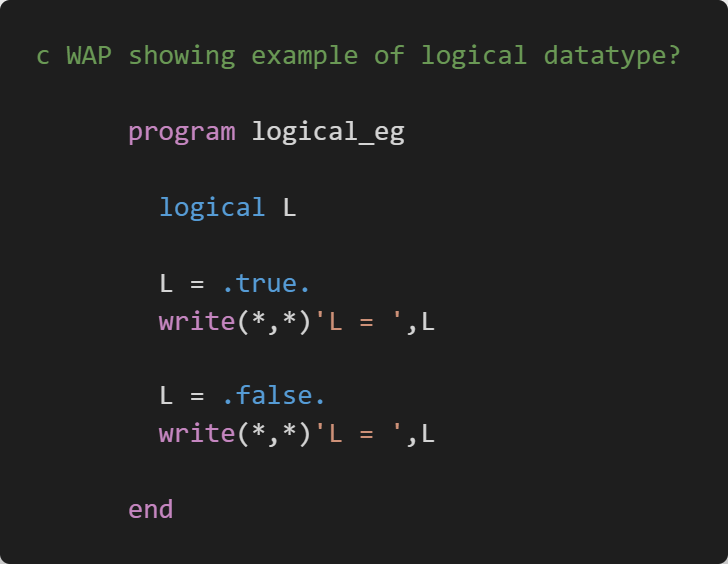 c WAP showing example of logical datatype?
program logical_eg
logical L
L = .true.
write(*,*)'L = ',L
L = .false.
write(*,*)'L = ',L
end